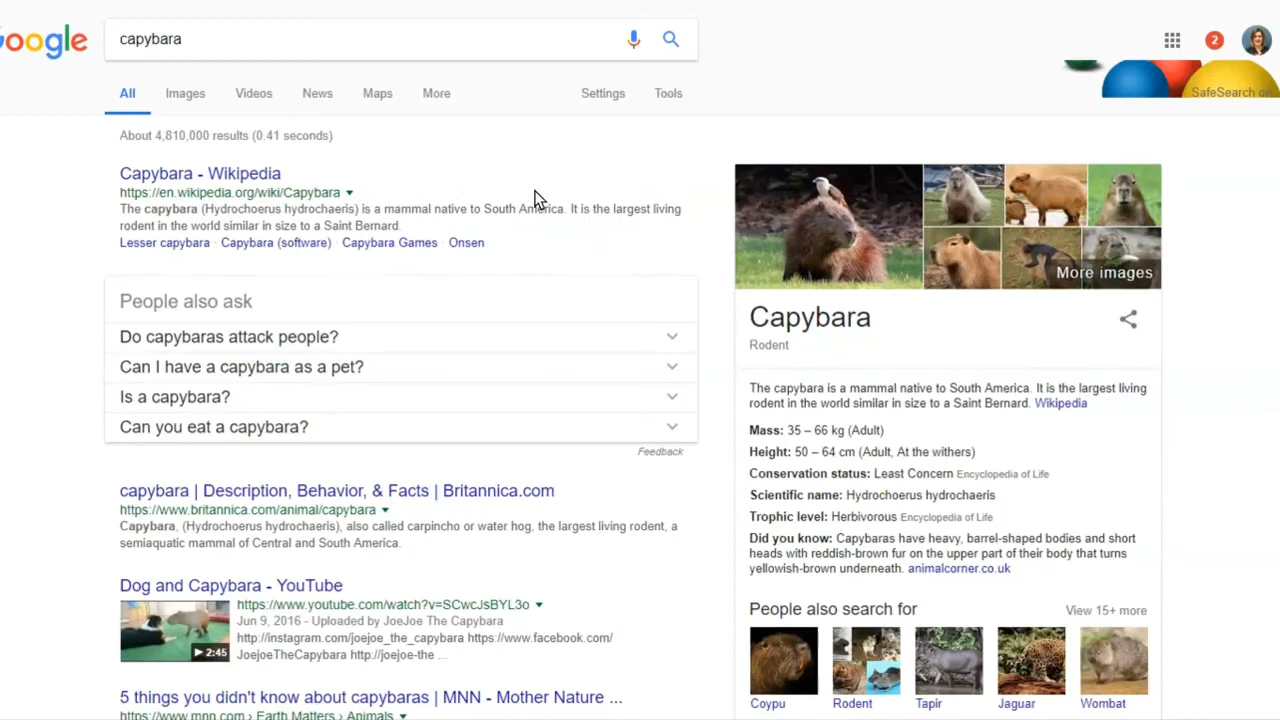 Google
capybara
2
All Images Videos News Maps More Settings Tools
SafeSearch on
About 4,810,000 results (0.41 seconds)
Capybara - Wikipedia
https://en.wikipedia.org/wiki/Capybara
The capybara (Hydrochoerus hydrochaeris) is a mammal native to South America. It is the largest living
rodent in the world similar in size to a Saint Bernard.
Lesser capybara · Capybara (software) · Capybara Games · Onsen
People also ask
Do capybaras attack people?
Can I have a capybara as a pet?
Is a capybara?
Can you eat a capybara?
Feedback
capybara | Description, Behavior, & Facts | Britannica.com
https://www.britannica.com/animal/capybara
Capybara, (Hydrochoerus hydrochaeris), also called carpincho or water hog, the largest living rodent, a
semiaquatic mammal of Central and South America.
Dog and Capybara - YouTube
https://www.youtube.com/watch?v=SCwcJsBYL3o
Jun 9, 2016 - Uploaded by JoeJoe The Capybara
http://instagram.com/joejoe_the_capybara https://www.facebook.com/
JoejoeTheCapybara http://joejoe-the ...
2:45
5 things you didn't know about capybaras | MNN - Mother Nature ...
https://www.mnn.com › Earth Matters › Animals
More images
Capybara
Rodent
The capybara is a mammal native to South America. It is the largest living
rodent in the world similar in size to a Saint Bernard. Wikipedia
Mass: 35 – 66 kg (Adult)
Height: 50 – 64 cm (Adult, At the withers)
Conservation status: Least Concern Encyclopedia of Life
Scientific name: Hydrochoerus hydrochaeris
Trophic level: Herbivorous Encyclopedia of Life
Did you know: Capybaras have heavy, barrel-shaped bodies and short
heads with reddish-brown fur on the upper part of their body that turns
yellowish-brown underneath. animalcorner.co.uk
People also search for View 15+ more
Coypu Rodent Tapir Jaguar Wombat